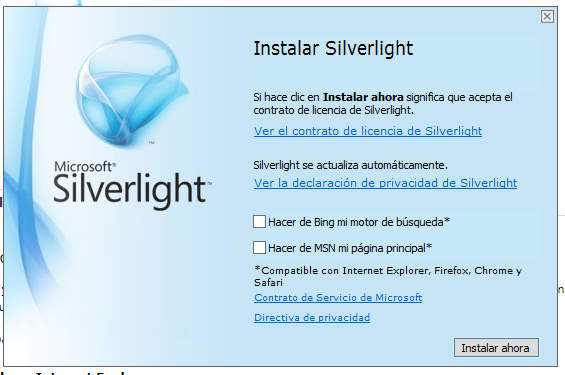 Instalar Silverlight
Si hace clic en Instalar ahora significa que acepta el
contrato de licencia de Silverlight.
Ver el contrato de licencia de Silverlight
Microsoft®
Silverlight™
Silverlight se actualiza automáticamente.
Ver la declaración de privacidad de Silverlight
Hacer de Bing mi motor de búsqueda*
Hacer de MSN mi página principal*
*Compatible con Internet Explorer, Firefox, Chrome y
Safari
Contrato de Servicio de Microsoft
Directiva de privacidad
Instalar ahora